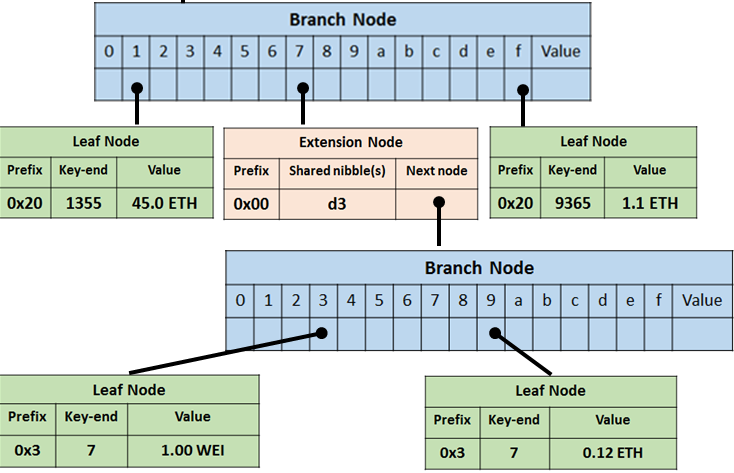 Branch Node
0 1 2 3 4 5 6 7 8 9 a b c d e f Value
Leaf Node
Prefix Key-end Value
0x20 1355 45.0 ETH
Extension Node
Prefix Shared nibble(s) Next node
0x00 d3
Leaf Node
Prefix Key-end Value
0x20 9365 1.1 ETH
Branch Node
0 1 2 3 4 5 6 7 8 9 a b c d e f Value
Leaf Node
Prefix Key-end Value
0x3 7 1.00 WEI
Leaf Node
Prefix Key-end Value
0x3 7 0.12 ETH